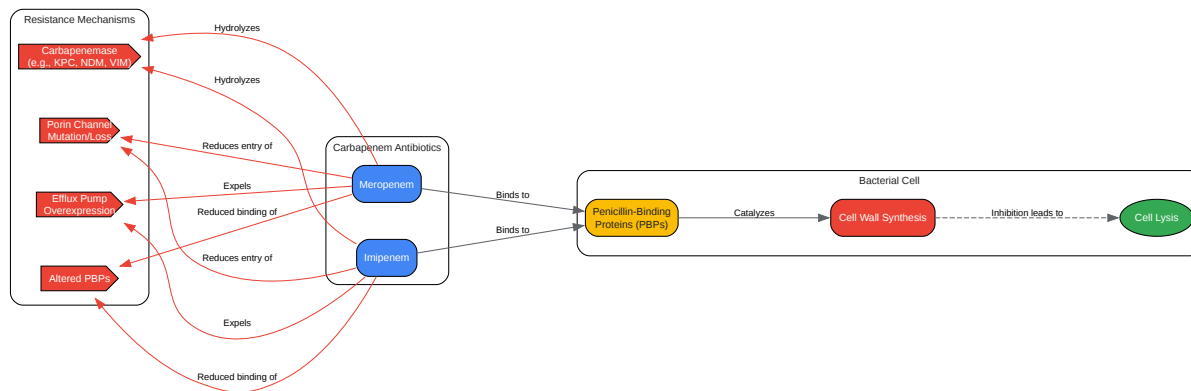 Resistance Mechanisms
Carbapenemase
(e.g., KPC, NDM, VIM)
Porin Channel
Mutation/Loss
Efflux Pump
Overexpression
Altered PBPs
Hydrolyzes
Hydrolyzes
Reduces entry of
Expels
Reduced binding of
Reduces entry of
Expels
Reduced binding of
Carbapenem Antibiotics
Meropenem
Imipenem
Binds to
Binds to
Bacterial Cell
Penicillin-Binding
Proteins (PBPs)
Catalyzes
Cell Wall Synthesis
Inhibition leads to
Cell Lysis